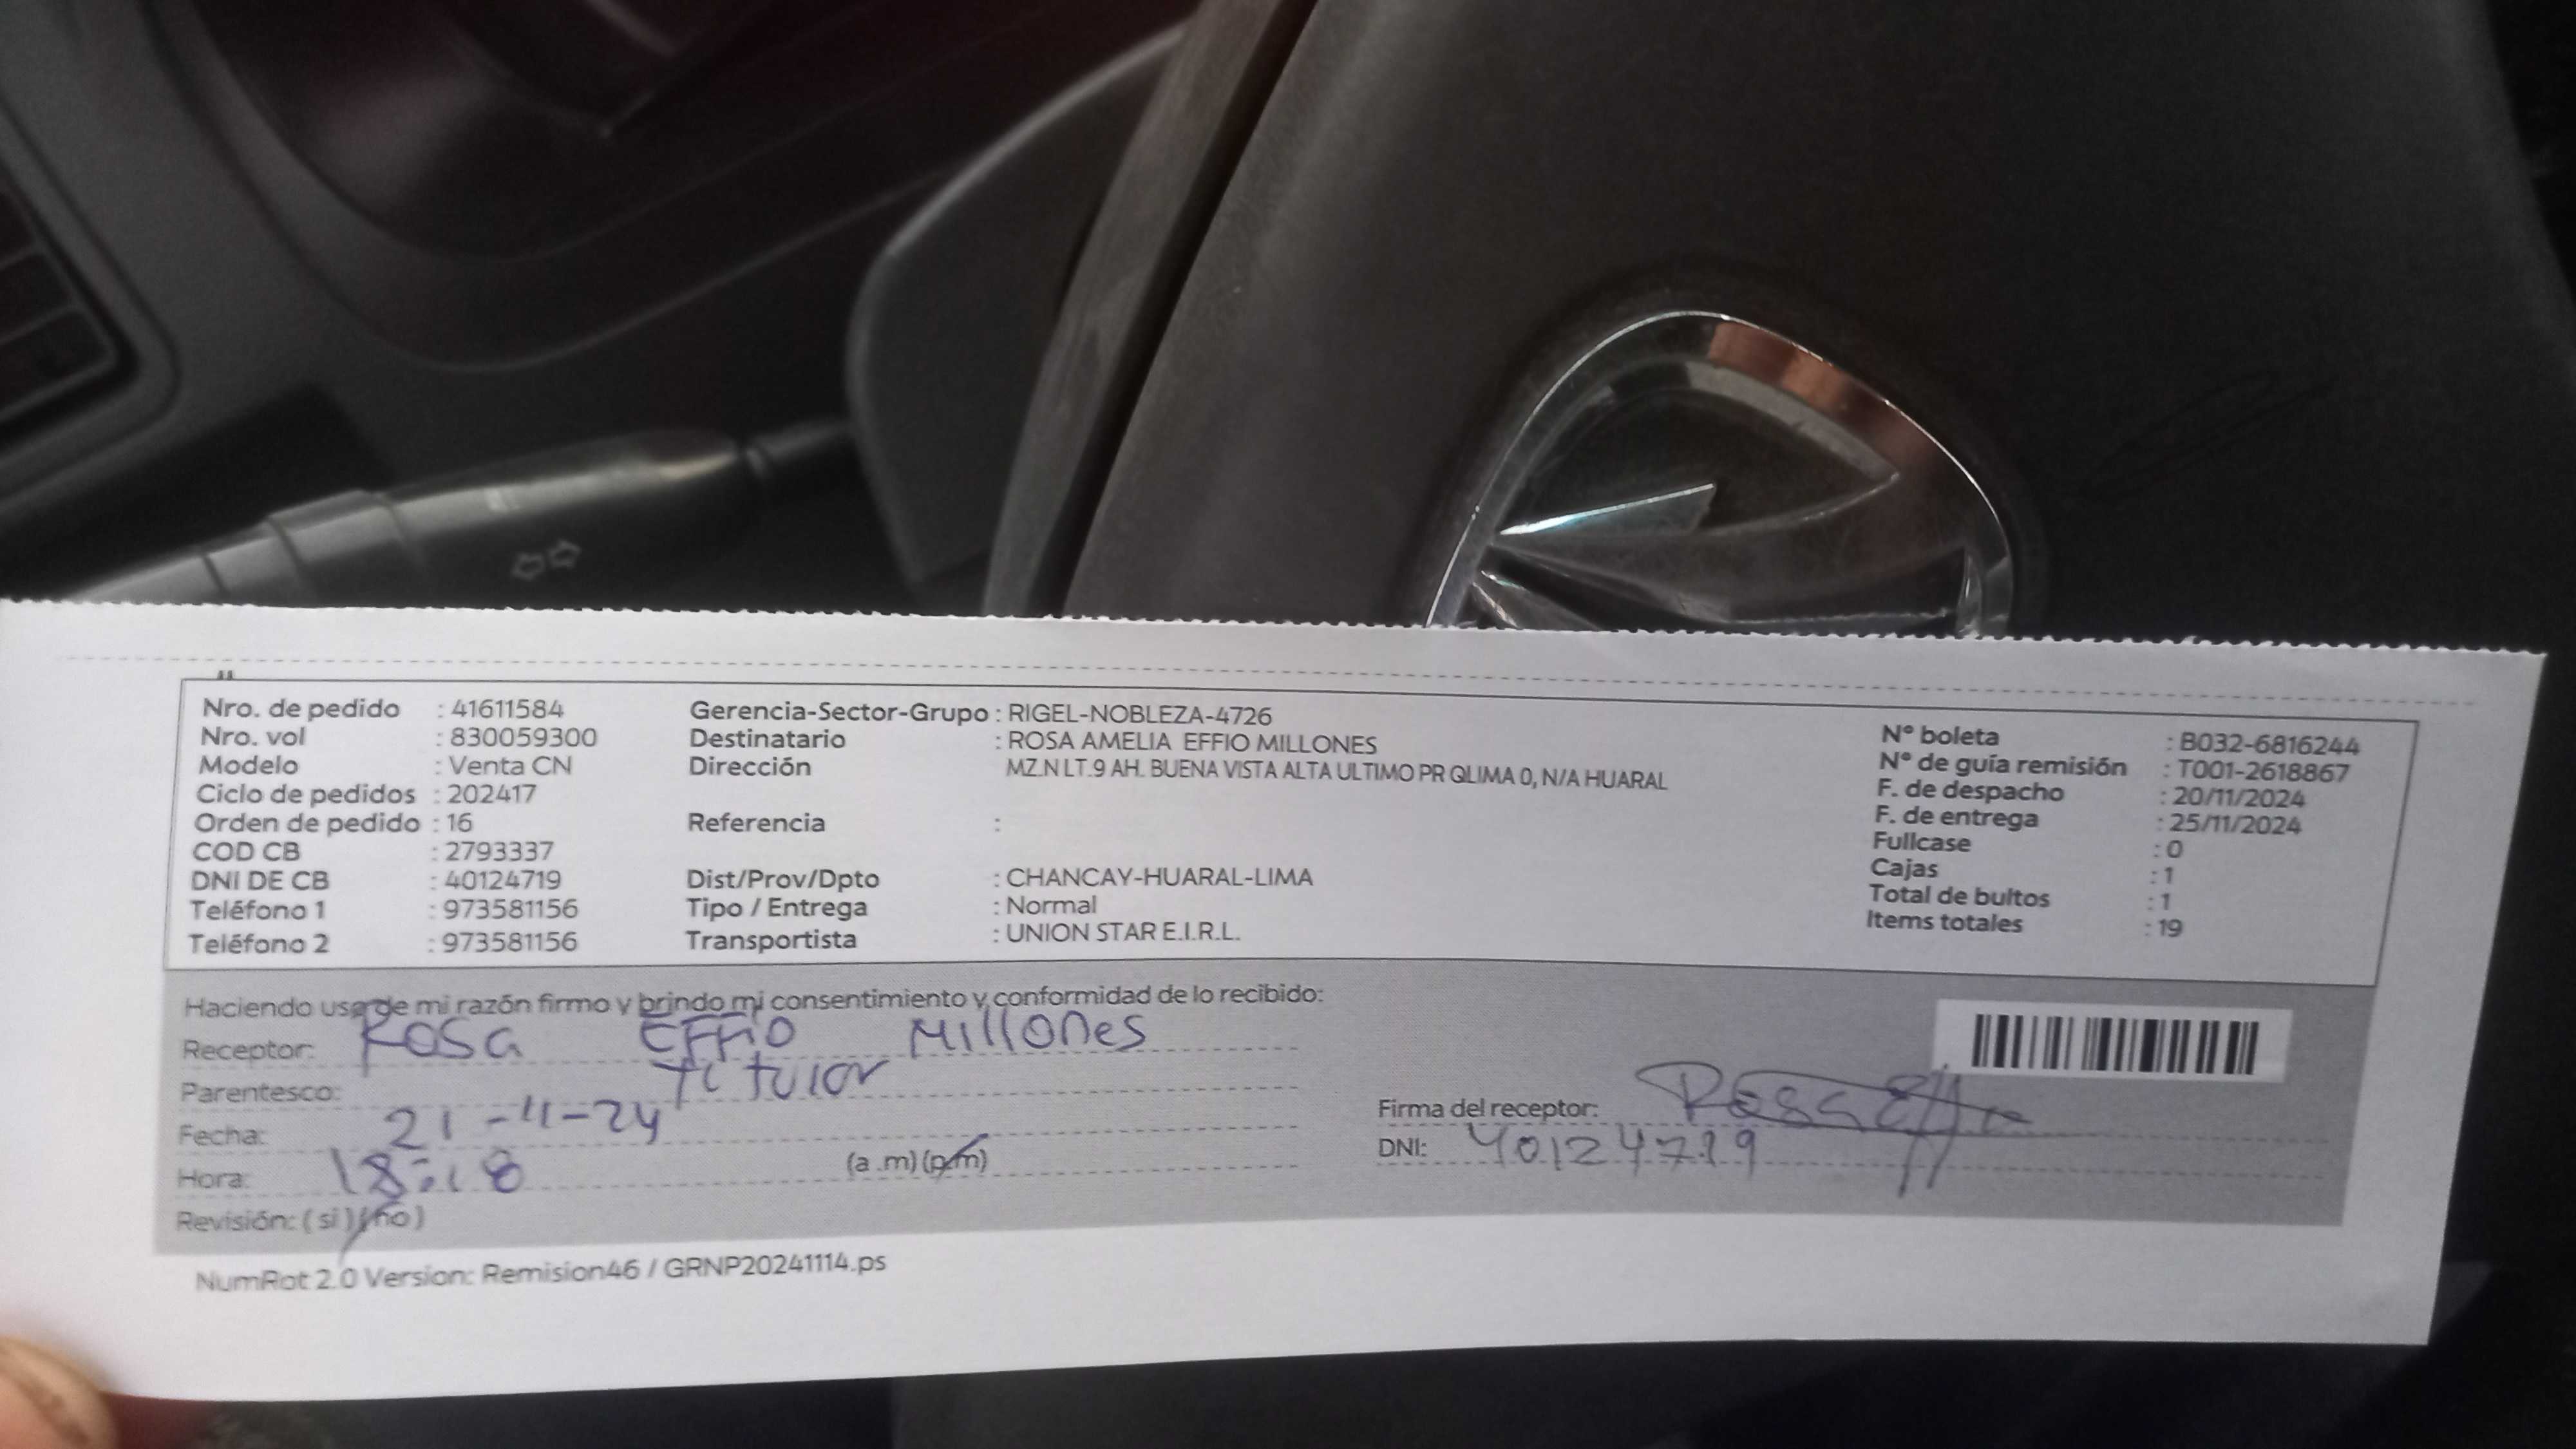 Nro. de pedido : 41611584
Nro. vol : 830059300
Modelo : Venta CN
Ciclo de pedidos : 202417
Orden de pedido : 16
COD CB : 2793337
DNI DE CB : 40124719
Teléfono 1 : 973581156
Teléfono 2 : 973581156
Gerencia-Sector-Grupo : RIGEL-NOBLEZA-4726
Destinatario : ROSA AMELIA EFFIO MILLONES
Dirección MZ.N LT.9 AH. BUENA VISTA ALTA ULTIMO PR QLIMA 0, N/A HUARAL
Referencia :
Dist/Prov/Dpto : CHANCAY-HUARAL-LIMA
Tipo / Entrega : Normal
Transportista : UNION STAR E.I.R.L.
N° boleta : B032-6816244
N° de guía remisión : T001-2618867
F. de despacho : 20/11/2024
F. de entrega : 25/11/2024
Fullcase : 0
Cajas : 1
Total de bultos : 1
Items totales : 19
Haciendo uso de mi razón firmo y brindo mi consentimiento y conformidad de lo recibido:
Receptor: Rosa EFFio Millones
Parentesco: Titular
Fecha: 21-11-24
Hora: 18:18 (a .m) (p.m)
Revisión: ( si ) (no )
Firma del receptor: Rosa Effio
DNI: 40124719
NumRot 2.0 Version: Remision46 / GRNP20241114.ps